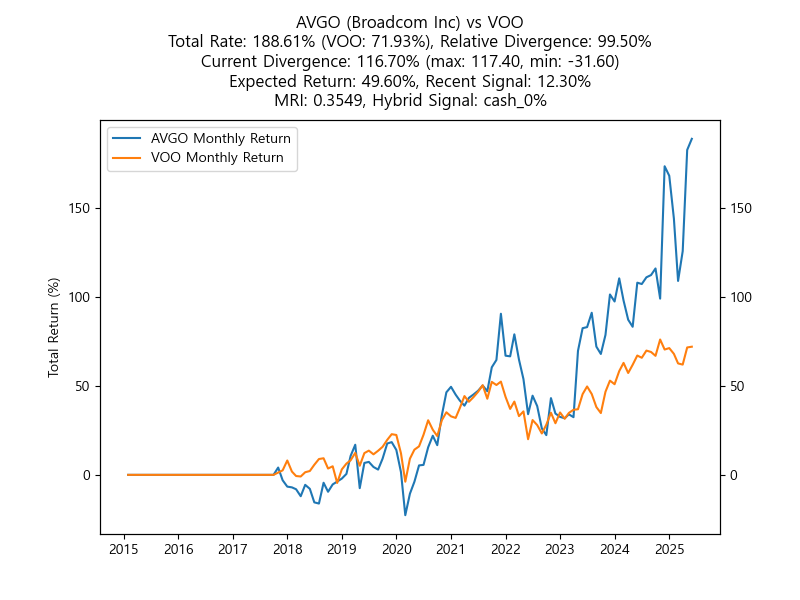 AVGO (Broadcom Inc) vs VOO
Total Rate: 188.61% (VOO: 71.93%), Relative Divergence: 99.50%
Current Divergence: 116.70% (max: 117.40, min: -31.60)
Expected Return: 49.60%, Recent Signal: 12.30%
MRI: 0.3549, Hybrid Signal: cash_0%
AVGO Monthly Return
VOO Monthly Return
Total Return (%)
150
100
50
0
150
100
50
0
2015 2016 2017 2018 2019 2020 2021 2022 2023 2024 2025